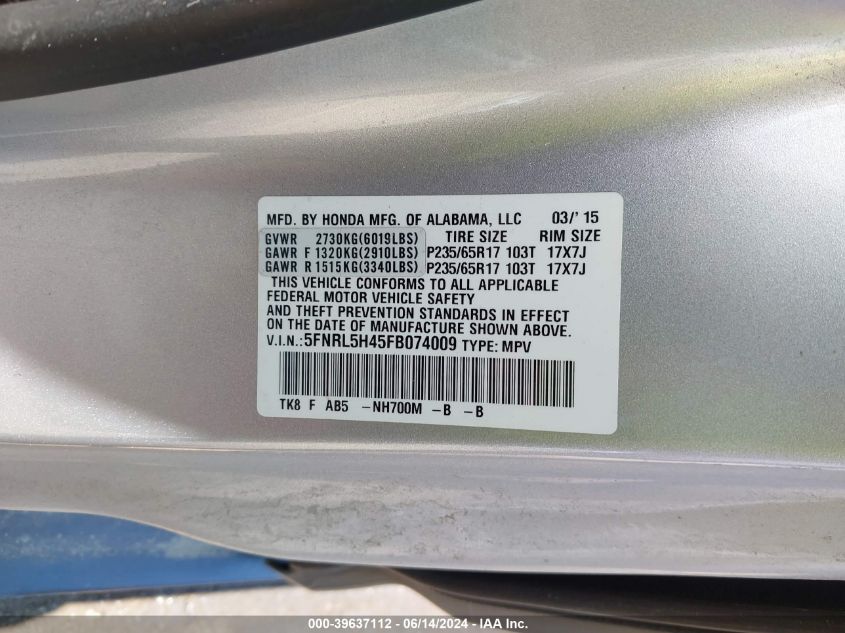 MFD. BY HONDA MFG. OF ALABAMA, LLC 03/' 15
GVWR 2730KG(6019LBS) TIRE SIZE RIM SIZE
GAWR F 1320KG(2910LBS) P235/65R17 103T 17X7J
GAWR R 1515KG(3340LBS) P235/65R17 103T 17X7J
THIS VEHICLE CONFORMS TO ALL APPLICABLE
FEDERAL MOTOR VEHICLE SAFETY
AND THEFT PREVENTION STANDARDS IN EFFECT
ON THE DATE OF MANUFACTURE SHOWN ABOVE.
V.I.N.:5FNRL5H45FB074009 TYPE: MPV
TK8 F AB5 -NH700M -B -B
000-39637112 - 06/14/2024 - IAA Inc.